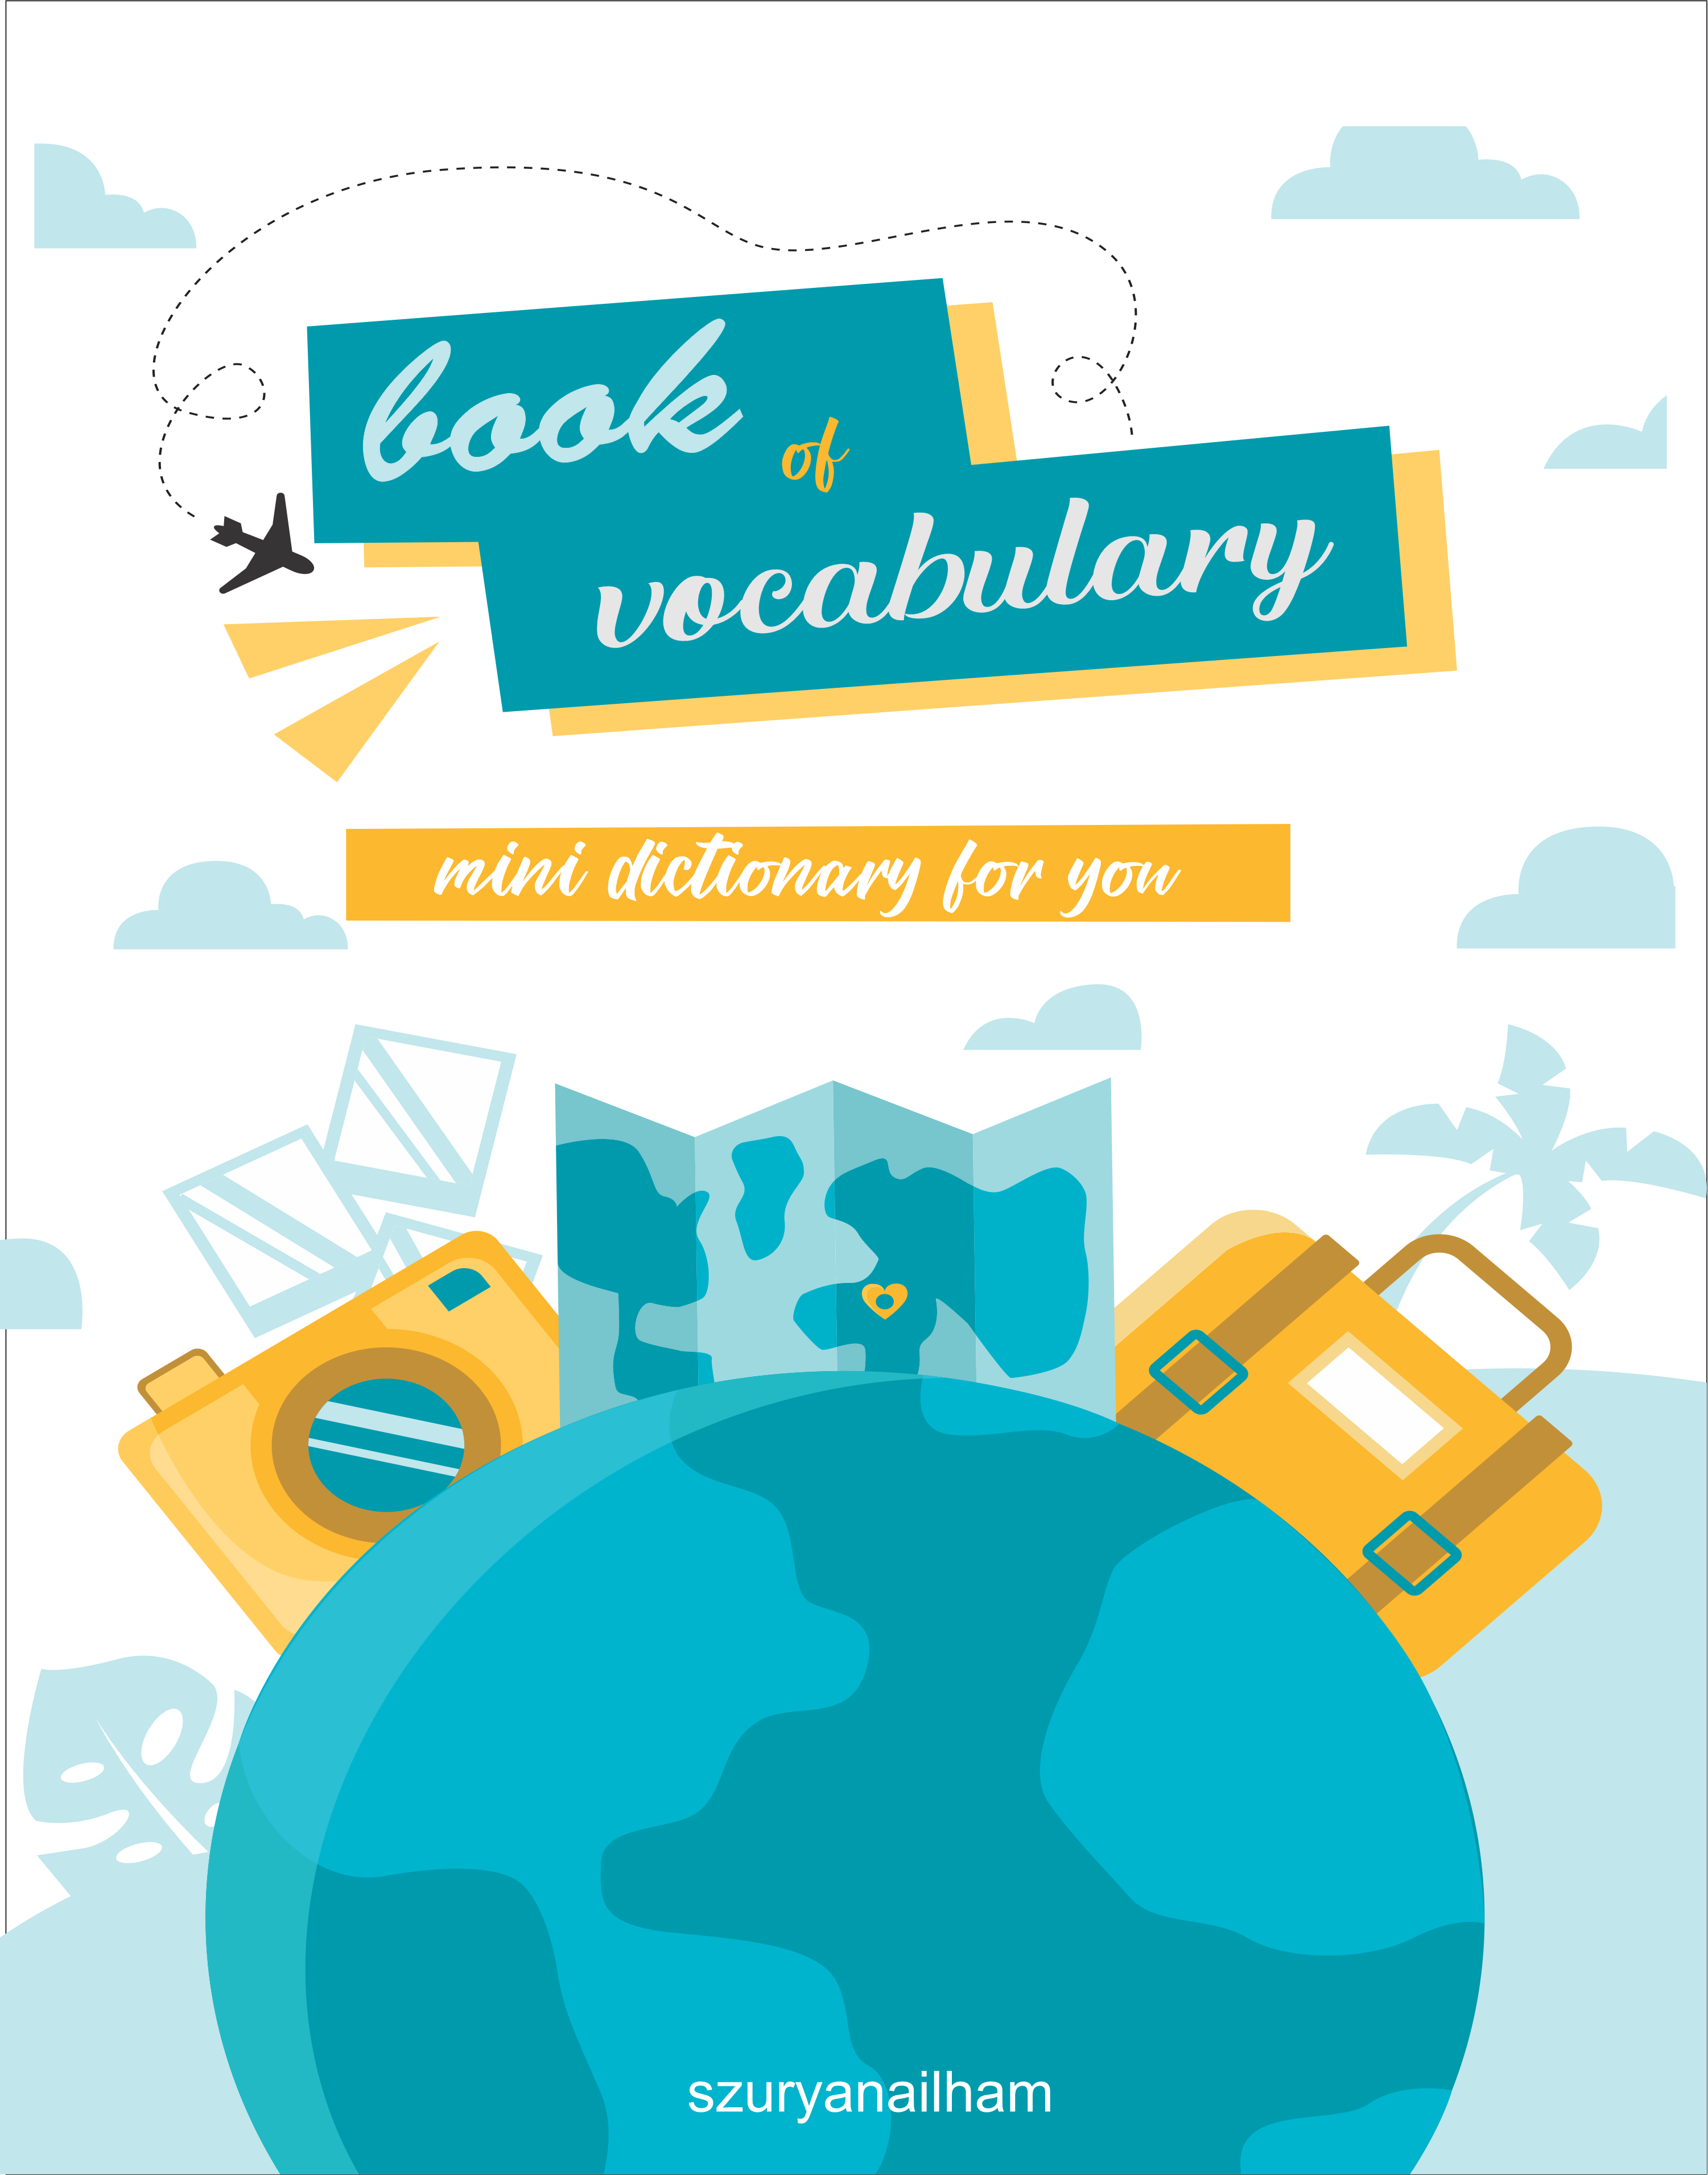 book
of
vocabulary
mini dictionary for you
szuryanailham